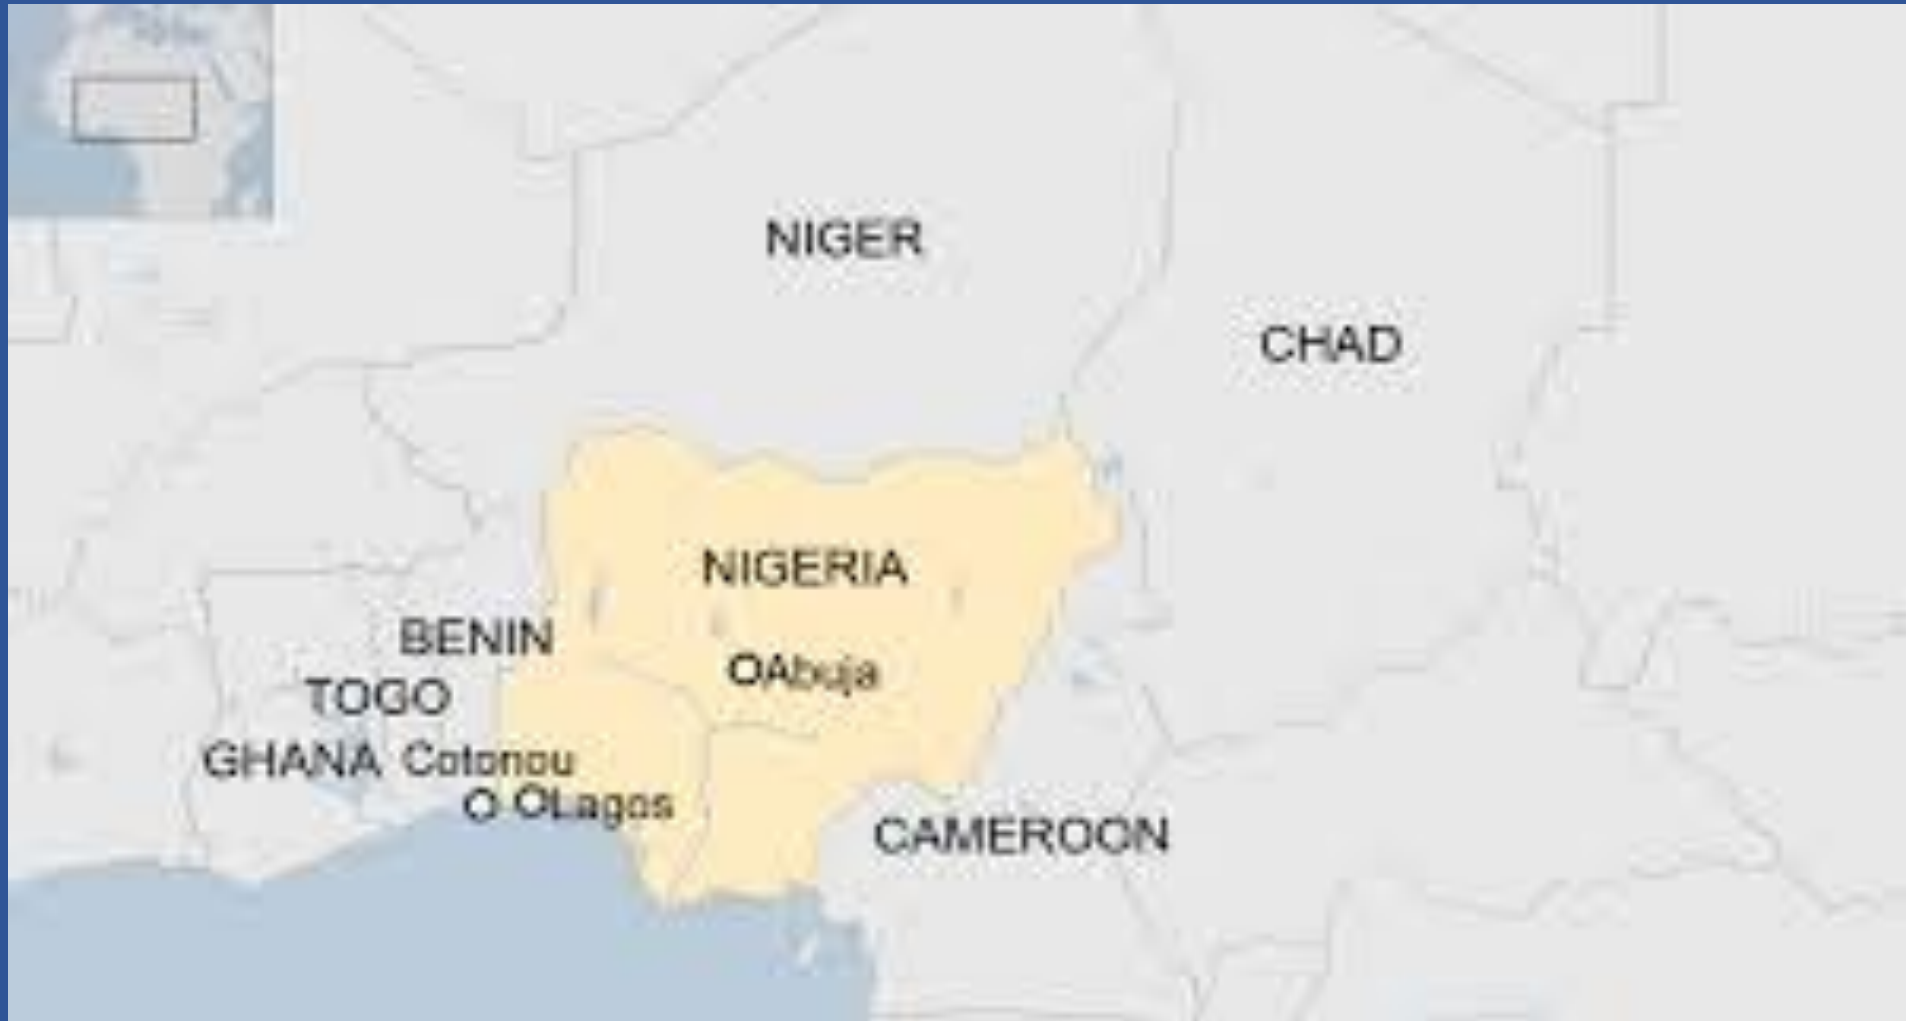 NIGER
CHAD
NIGERIA
BENIN
OAbuja
TOGO
GHANA Cotonou
O OLagos
CAMEROON